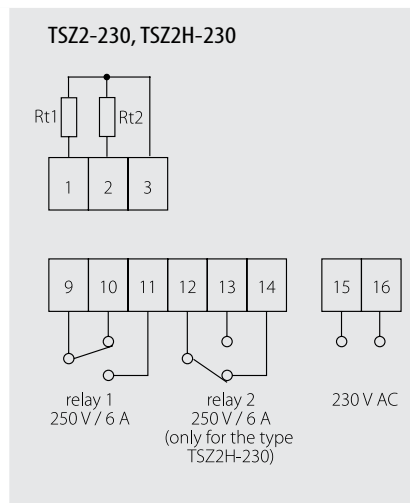 TSZ2-230, TSZ2H-230
Rt1 Rt2
1 2 3
9 10 11 12 13 14 15 16
relay 1
250 V / 6 A
relay 2
250 V / 6 A
(only for the type
TSZ2H-230)
230 V AC